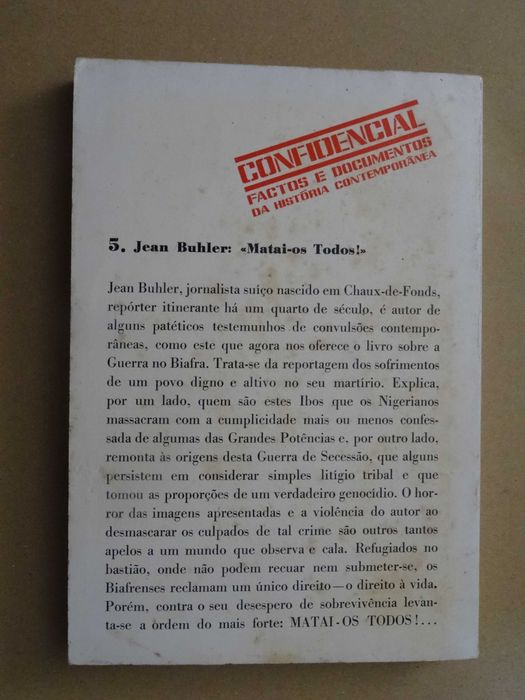 CONFIDENCIAL
FACTOS E DOCUMENTOS
DA HISTÓRIA CONTEMPORÂNEA
5. Jean Buhler: «Matai-os Todos!»
Jean Buhler, jornalista suíço nascido em Chaux-de-Fonds,
repórter itinerante há um quarto de século, é autor de
alguns patéticos testemunhos de convulsões contempo-
râneas, como este que agora nos oferece o livro sobre a
Guerra no Biafra. Trata-se da reportagem dos sofrimentos
de um povo digno e altivo no seu martírio. Explica,
por um lado, quem são estes Ibos que os Nigerianos
massacram com a cumplicidade mais ou menos confes-
sada de algumas das Grandes Potências e, por outro lado,
remonta às origens desta Guerra de Secessão, que alguns
persistem em considerar simples litígio tribal e que
tomou as proporções de um verdadeiro genocídio. O hor-
ror das imagens apresentadas e a violência do autor ao
desmascarar os culpados de tal crime são outros tantos
apelos a um mundo que observa e cala. Refugiados no
bastião, onde não podem recuar nem submeter-se, os
Biafrenses reclamam um único direito—o direito à vida.
Porém, contra o seu desespero de sobrevivência levan-
ta-se a ordem do mais forte: MATAI-OS TODOS!...